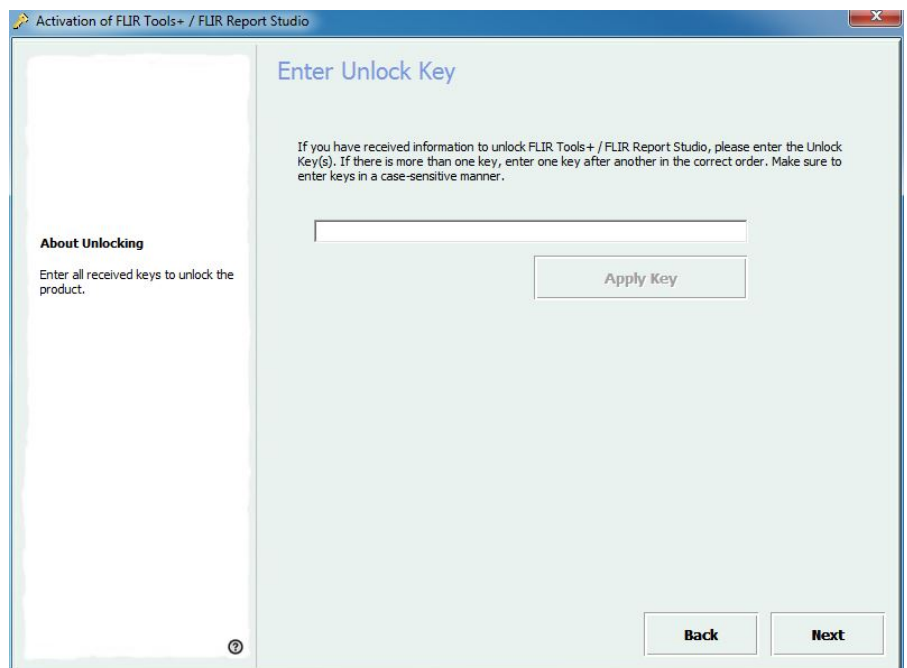 Activation of FLIR Tools+ / FLIR Report Studio
x
Enter Unlock Key
If you have received information to unlock FLIR Tools+ / FLIR Report Studio, please enter the Unlock
Key(s). If there is more than one key, enter one key after another in the correct order. Make sure to
enter keys in a case-sensitive manner.
About Unlocking
Enter all received keys to unlock the
product.
Apply Key
Back
Next
?